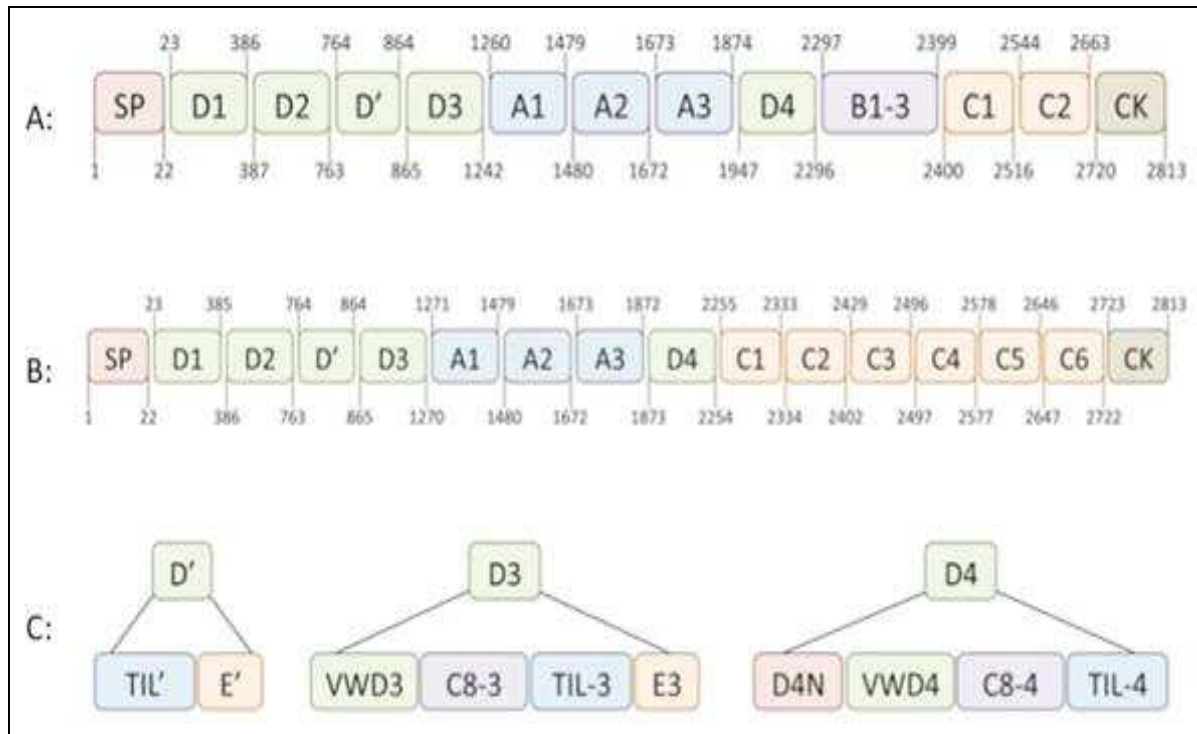 23 386 764 864 1260 1479 1673 1874 2297 2399 2544 2663
A: SP D1 D2 D' D3 A1 A2 A3 D4 B1-3 C1 C2 CK
1 22 387 763 865 1242 1480 1672 1947 2296 2400 2516 2720 2813
23 385 764 864 1271 1479 1673 1872 2255 2333 2429 2496 2578 2646 2723 2813
B: SP D1 D2 D' D3 A1 A2 A3 D4 C1 C2 C3 C4 C5 C6 CK
1 22 386 763 865 1270 1480 1672 1873 2254 2334 2402 2497 2577 2647 2722
D' D3 D4
C: TIL' E' VWD3 C8-3 TIL-3 E3 D4N VWD4 C8-4 TIL-4